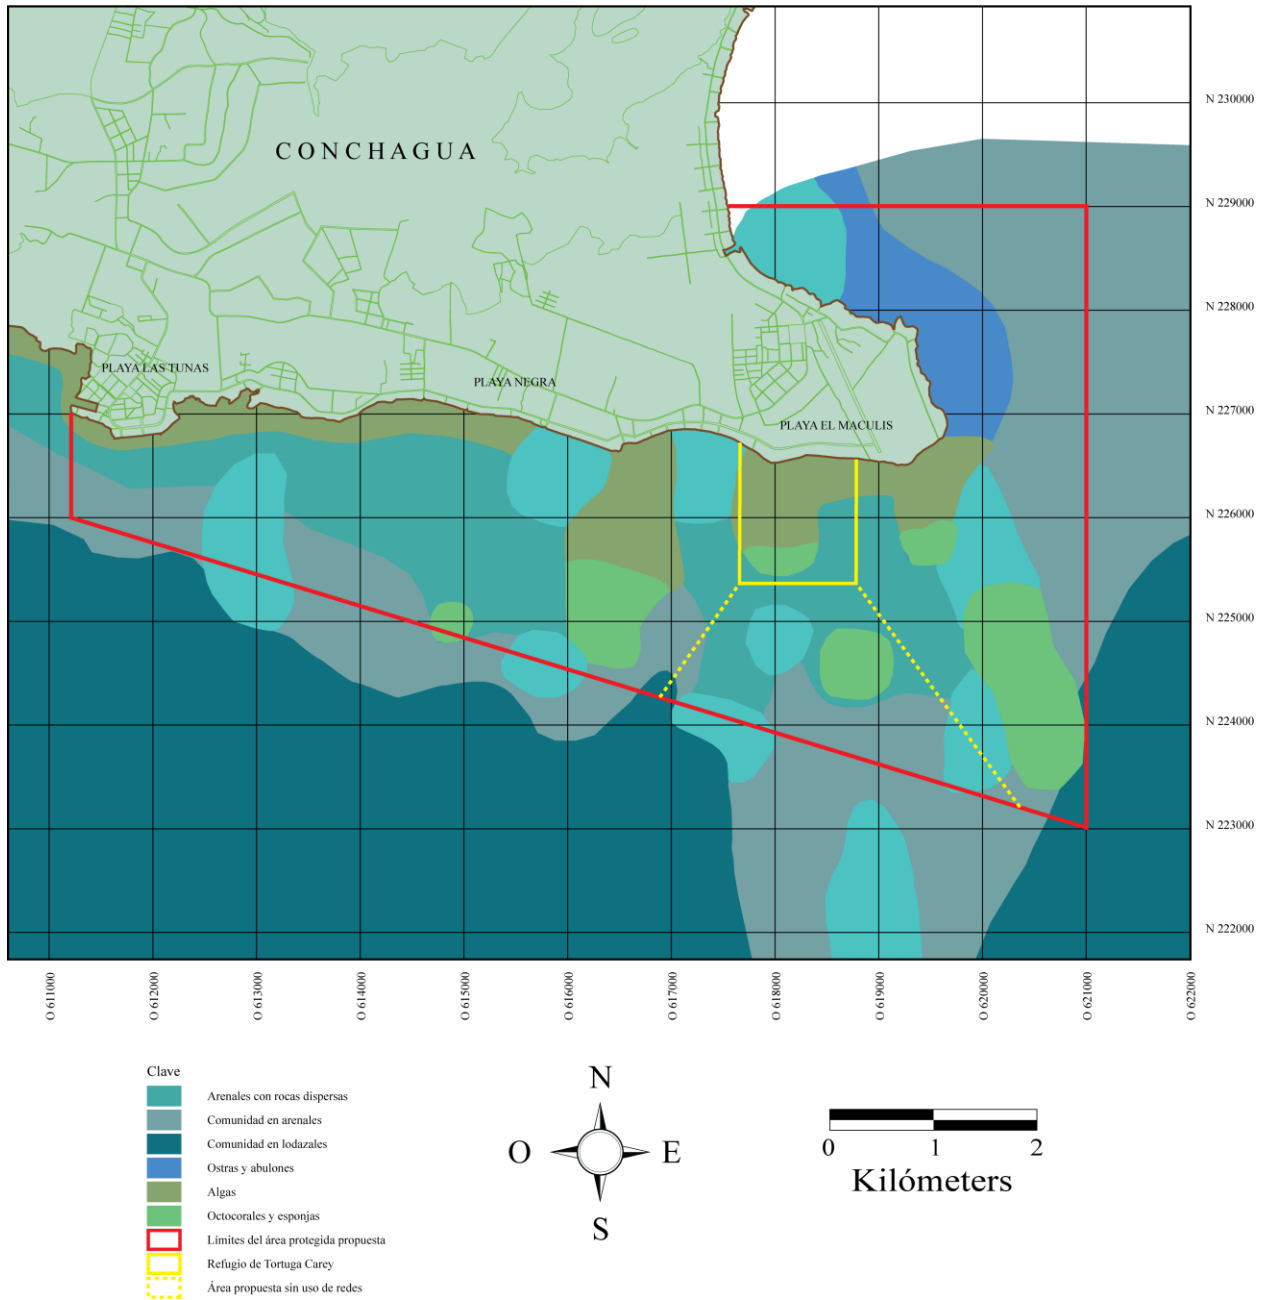 N 230000
CONCHAGUA
N 229000
N 228000
PLAYA LAS TUNAS
PLAYA NEGRA
N 227000
PLAYA EL MACULIS
N 226000
N 225000
N 224000
N 223000
N 222000
O 611000
O 612000
O 613000
O 614000
O 615000
O 616000
O 617000
O 618000
O 619000
O 620000
O 621000
O 622000
Clave
Arenales con rocas dispersas
Comunidad en arenales
Comunidad en lodazales
Ostras y abulones
Algas
Octocorales y esponjas
Límites del área protegida propuesta
Refugio de Tortuga Carey
Área propuesta sin uso de redes
N
O E
S
0 1 2
Kilómeters